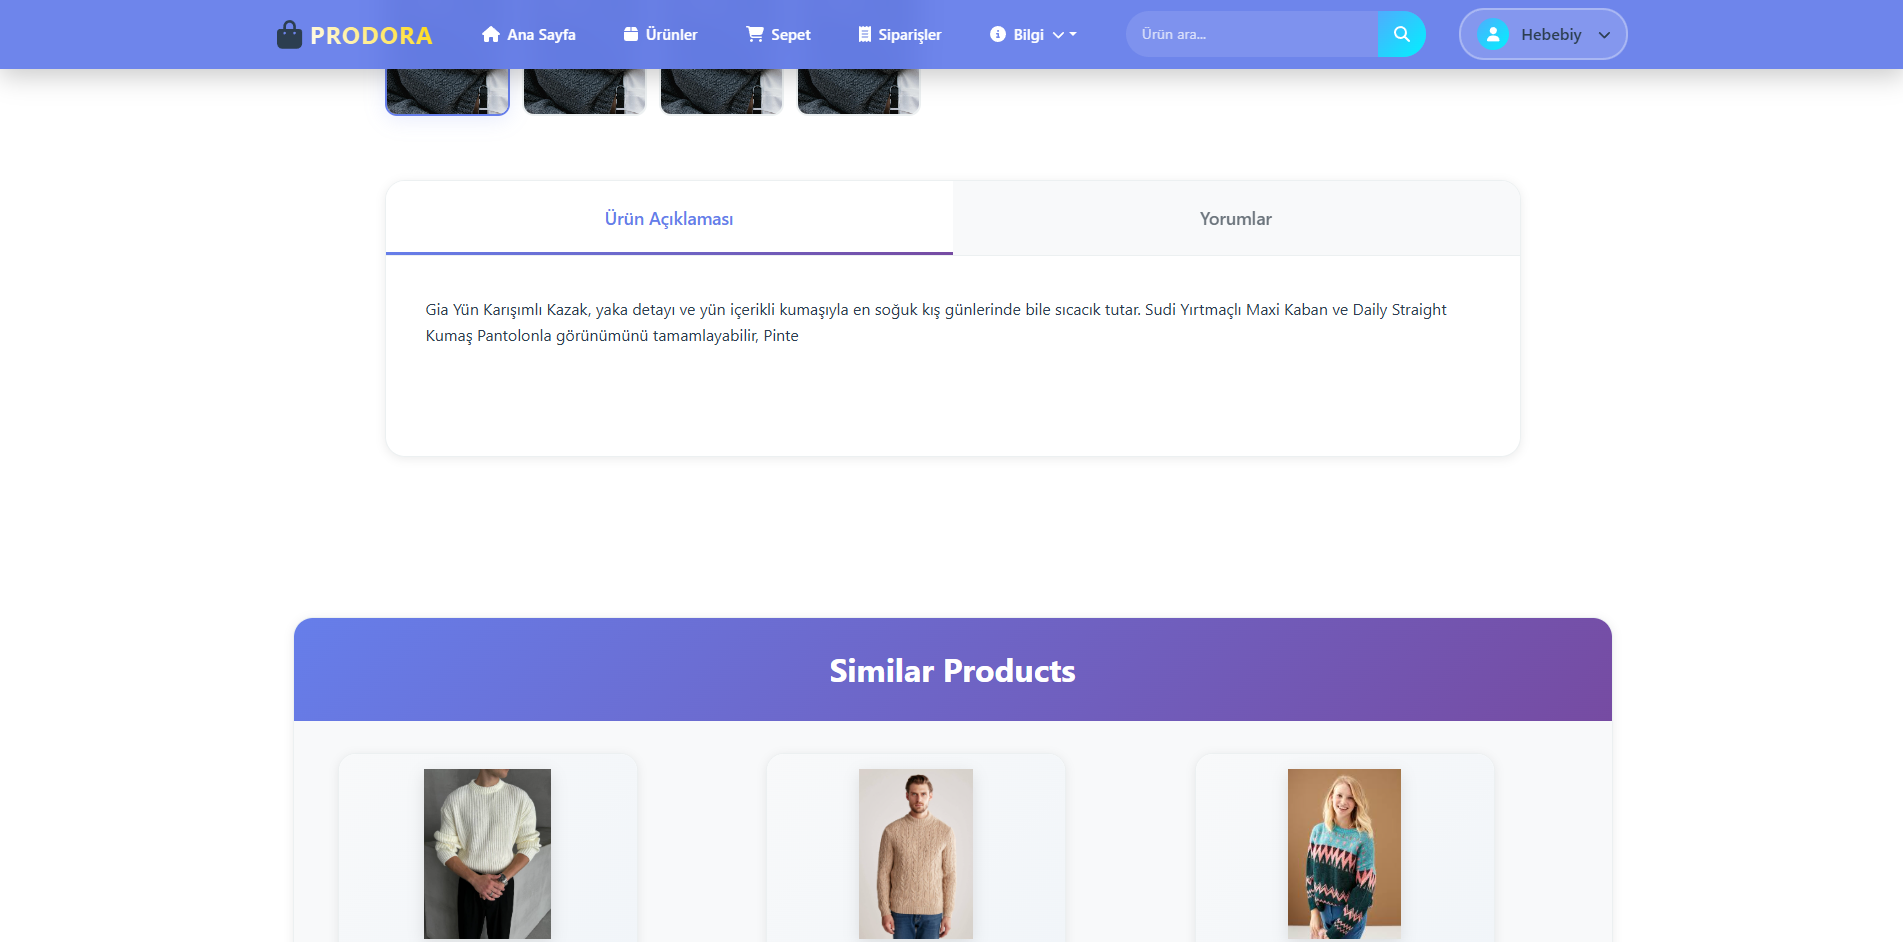 PRODORA
Ana Sayfa
Ürünler
Sepet
Siparişler
Bilgi
Ürün ara...
Hebebiy
Ürün Açıklaması
Yorumlar
Gia Yün Karışımlı Kazak, yaka detayı ve yün içerikli kumaşıyla en soğuk kış günlerinde bile sıcacık tutar. Sudi Yırtmaçlı Maxi Kaban ve Daily Straight
Kumaş Pantolonla görünümünü tamamlayabilir, Pinte
Similar Products